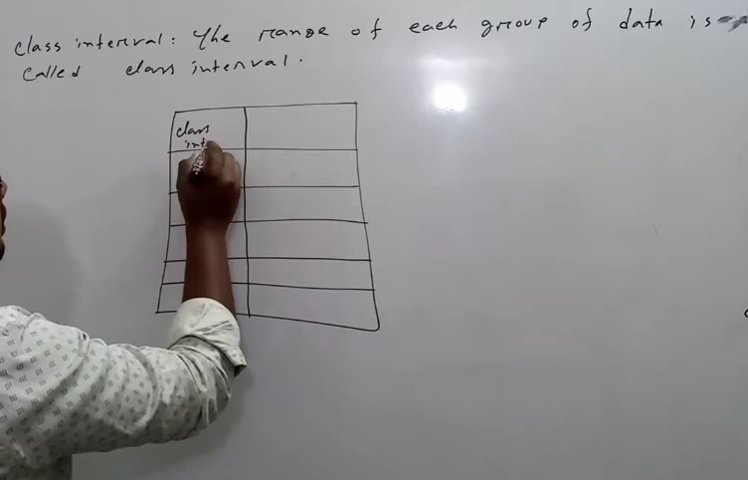 class interval: The range of each group of data is
called class interval.
class
int